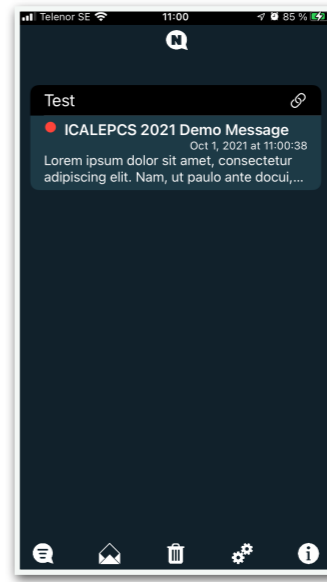 Telenor SE 11:00 85 %
N
Test
ICALEPCS 2021 Demo Message
Oct 1, 2021 at 11:00:38
Lorem ipsum dolor sit amet, consectetur
adipiscing elit. Nam, ut paulo ante docui,...